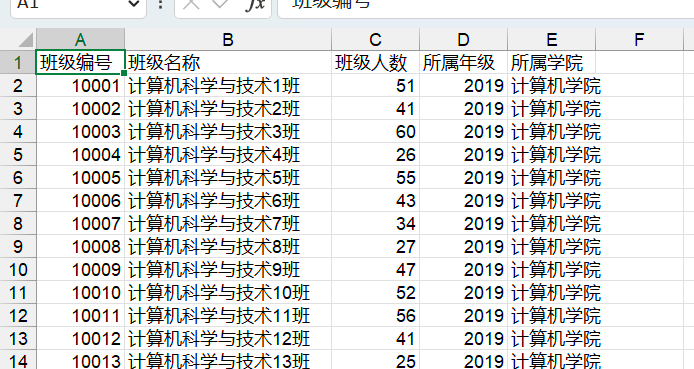 A1 fx 班级编号
A B C D E F
1 班级编号 班级名称 班级人数 所属年级 所属学院
2 10001 计算机科学与技术1班 51 2019 计算机学院
3 10002 计算机科学与技术2班 41 2019 计算机学院
4 10003 计算机科学与技术3班 60 2019 计算机学院
5 10004 计算机科学与技术4班 26 2019 计算机学院
6 10005 计算机科学与技术5班 55 2019 计算机学院
7 10006 计算机科学与技术6班 43 2019 计算机学院
8 10007 计算机科学与技术7班 34 2019 计算机学院
9 10008 计算机科学与技术8班 27 2019 计算机学院
10 10009 计算机科学与技术9班 47 2019 计算机学院
11 10010 计算机科学与技术10班 52 2019 计算机学院
12 10011 计算机科学与技术11班 56 2019 计算机学院
13 10012 计算机科学与技术12班 41 2019 计算机学院
14 10013 计算机科学与技术13班 25 2019 计算机学院